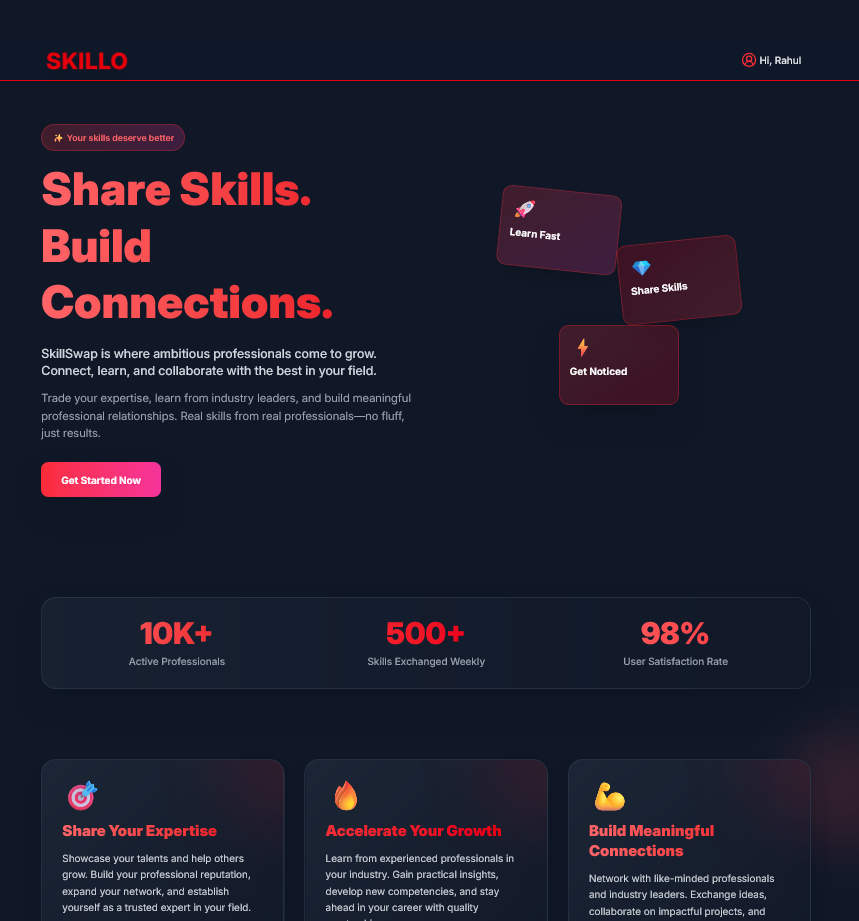 SKILLO
Hi, Rahul
✨ Your skills deserve better
Share Skills.
Build
Connections.
SkillSwap is where ambitious professionals come to grow.
Connect, learn, and collaborate with the best in your field.
Trade your expertise, learn from industry leaders, and build meaningful
professional relationships. Real skills from real professionals—no fluff,
just results.
Get Started Now
Learn Fast
Share Skills
Get Noticed
10K+
Active Professionals
500+
Skills Exchanged Weekly
98%
User Satisfaction Rate
Share Your Expertise
Showcase your talents and help others
grow. Build your professional reputation,
expand your network, and establish
yourself as a trusted expert in your field.
Accelerate Your Growth
Learn from experienced professionals in
your industry. Gain practical insights,
develop new competencies, and stay
ahead in your career with quality
Build Meaningful
Connections
Network with like-minded professionals
and industry leaders. Exchange ideas,
collaborate on impactful projects, and